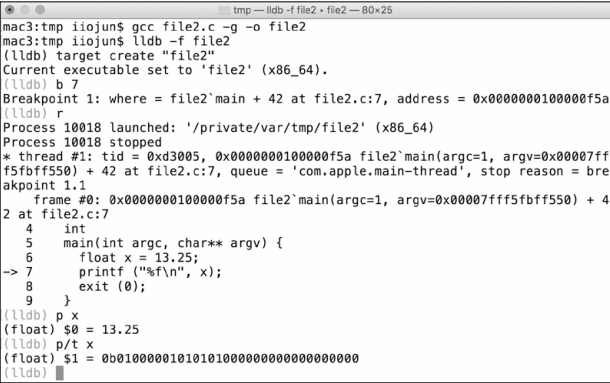 tmp — lldb -f file2 ▸ file2 — 80×25
mac3:tmp iiojun$ gcc file2.c -g -o file2
mac3:tmp iiojun$ lldb -f file2
(lldb) target create "file2"
Current executable set to 'file2' (x86_64).
(lldb) b 7
Breakpoint 1: where = file2`main + 42 at file2.c:7, address = 0x0000000100000f5a
(lldb) r
Process 10018 launched: '/private/var/tmp/file2' (x86_64)
Process 10018 stopped
* thread #1: tid = 0xd3005, 0x0000000100000f5a file2`main(argc=1, argv=0x00007ff
f5fbff550) + 42 at file2.c:7, queue = 'com.apple.main-thread', stop reason = bre
akpoint 1.1
    frame #0: 0x0000000100000f5a file2`main(argc=1, argv=0x00007fff5fbff550) + 4
2 at file2.c:7
   4    int
   5    main(int argc, char** argv) {
   6      float x = 13.25;
-> 7      printf ("%f\n", x);
   8      exit (0);
   9    }
(lldb) p x
(float) $0 = 13.25
(lldb) p/t x
(float) $1 = 0b01000001010101000000000000000000
(lldb)